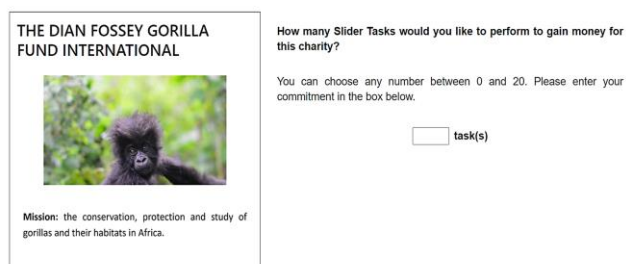 THE DIAN FOSSEY GORILLA
FUND INTERNATIONAL
Mission: the conservation, protection and study of
gorillas and their habitats in Africa.
How many Slider Tasks would you like to perform to gain money for
this charity?
You can choose any number between 0 and 20. Please enter your
commitment in the box below.
task(s)